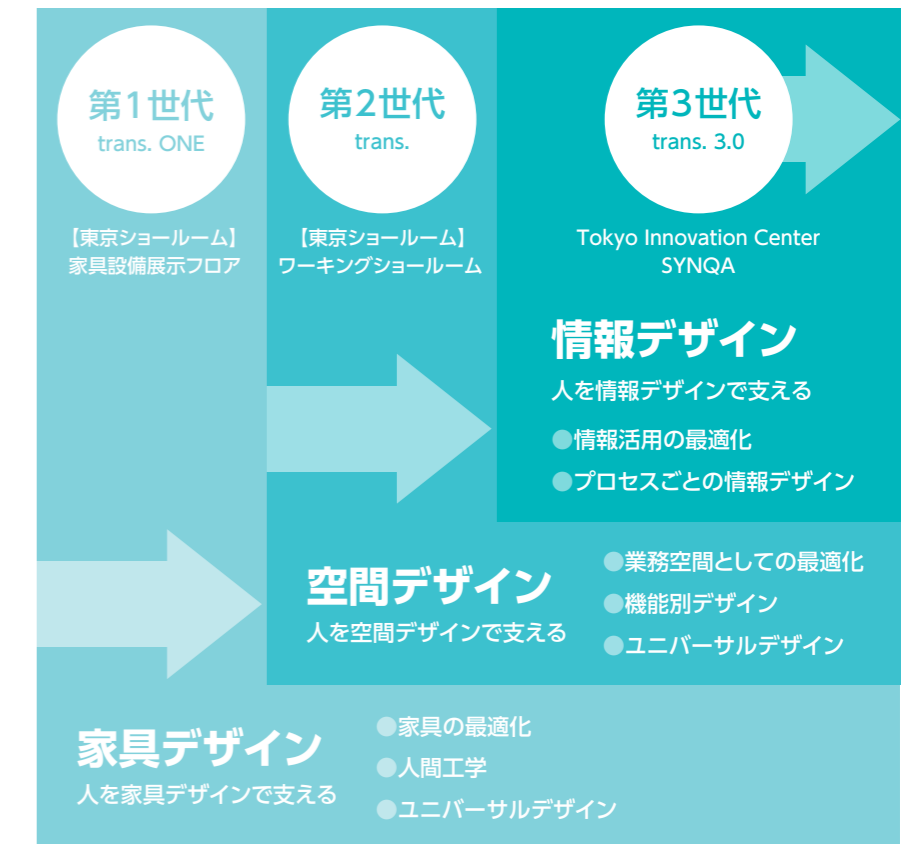 第1世代
trans. ONE
【東京ショールーム】
家具設備展示フロア
第2世代
trans.
【東京ショールーム】
ワーキングショールーム
第3世代
trans. 3.0
Tokyo Innovation Center
SYNQA
情報デザイン
人を情報デザインで支える
●情報活用の最適化
●プロセスごとの情報デザイン
空間デザイン
人を空間デザインで支える
●業務空間としての最適化
●機能別デザイン
●ユニバーサルデザイン
家具デザイン
人を家具デザインで支える
●家具の最適化
●人間工学
●ユニバーサルデザイン